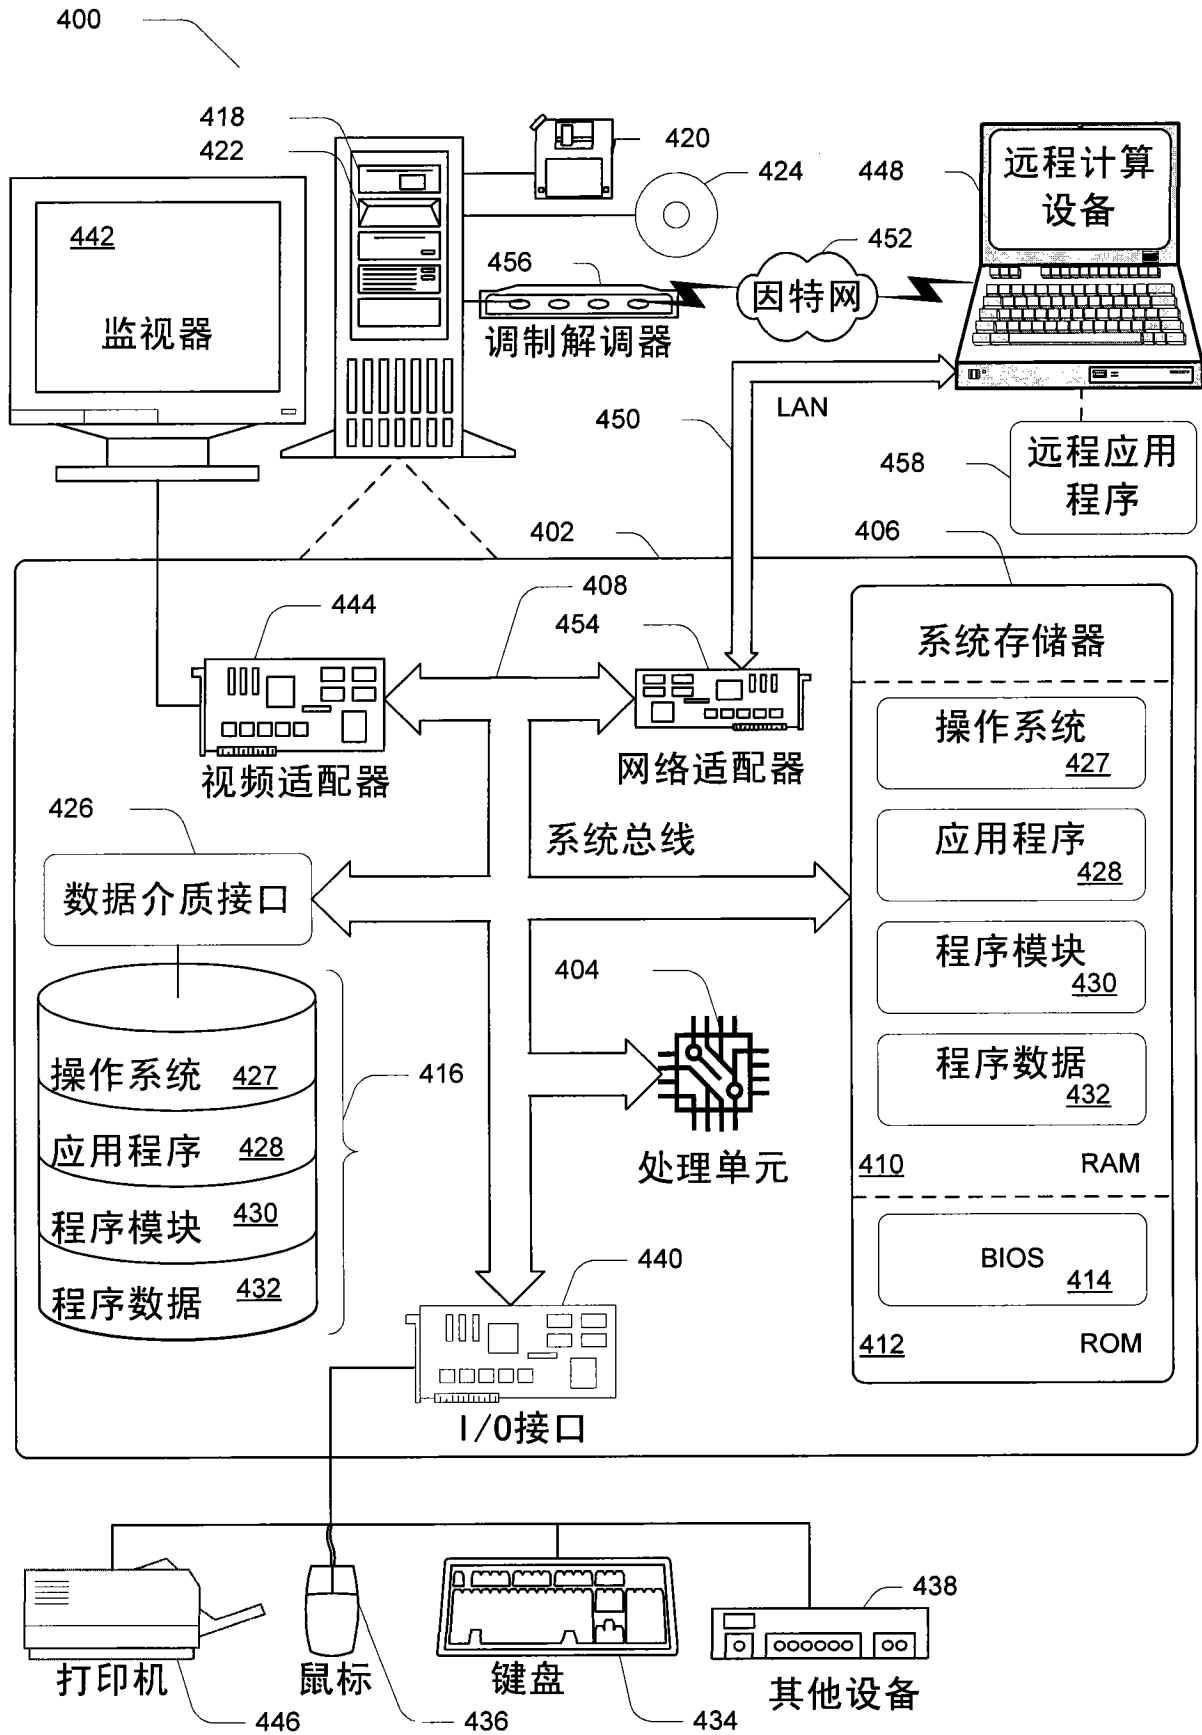 400
418
422
420
424
448
远程计算
设备
442
监视器
456
调制解调器
452
因特网
LAN
450
458
远程应用
程序
402
406
408
444
454
系统存储器
操作系统
427
视频适配器
网络适配器
应用程序
428
426
系统总线
数据介质接口
程序模块
430
404
程序数据
432
操作系统 427
416
应用程序 428
处理单元
410 RAM
程序模块 430
440
BIOS
414
程序数据 432
412 ROM
I/O接口
438
打印机
鼠标
键盘
其他设备
446
436
434